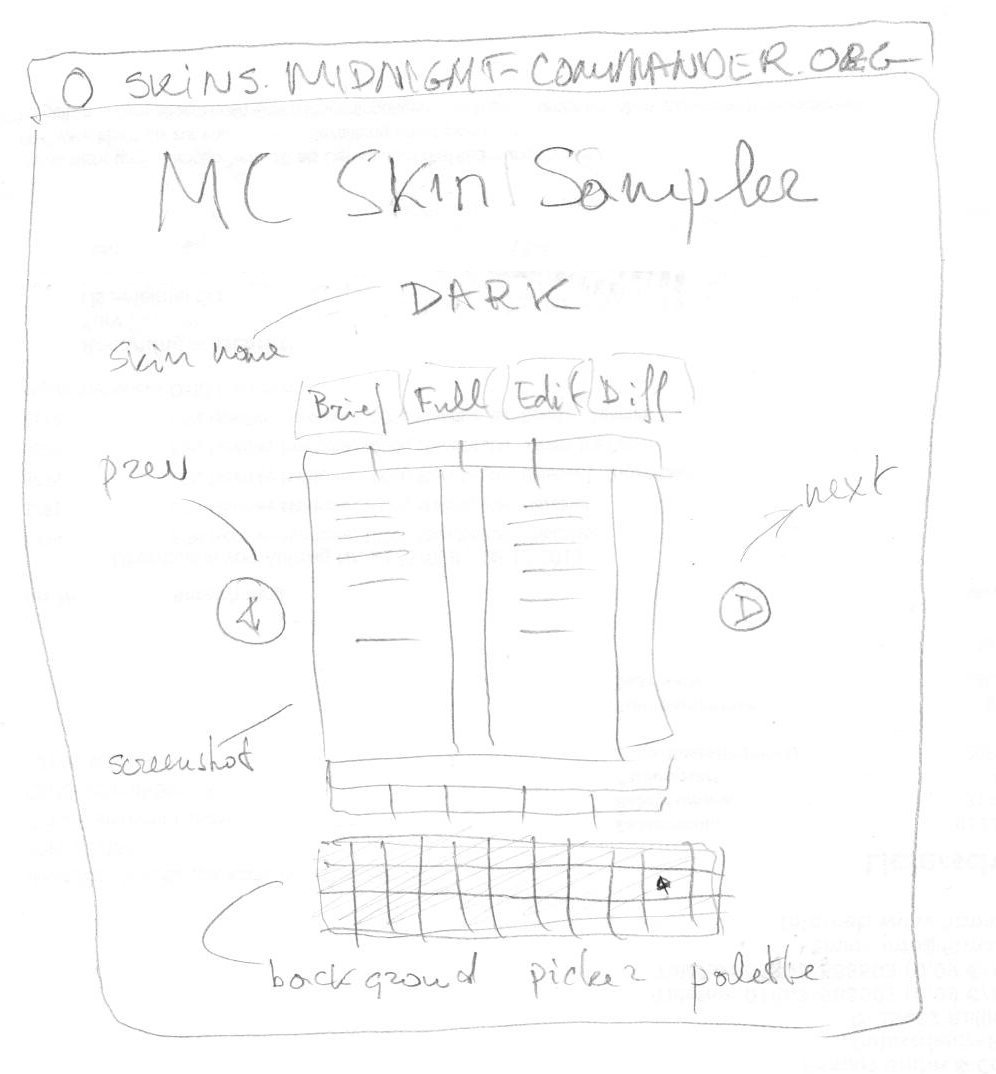 SKINS.MIDNIGHT-COMMANDER.ORG
MC Skin Sampler
DARK
skin name
Brief Full Edit Diff
prev
next
screenshot
background picker palette